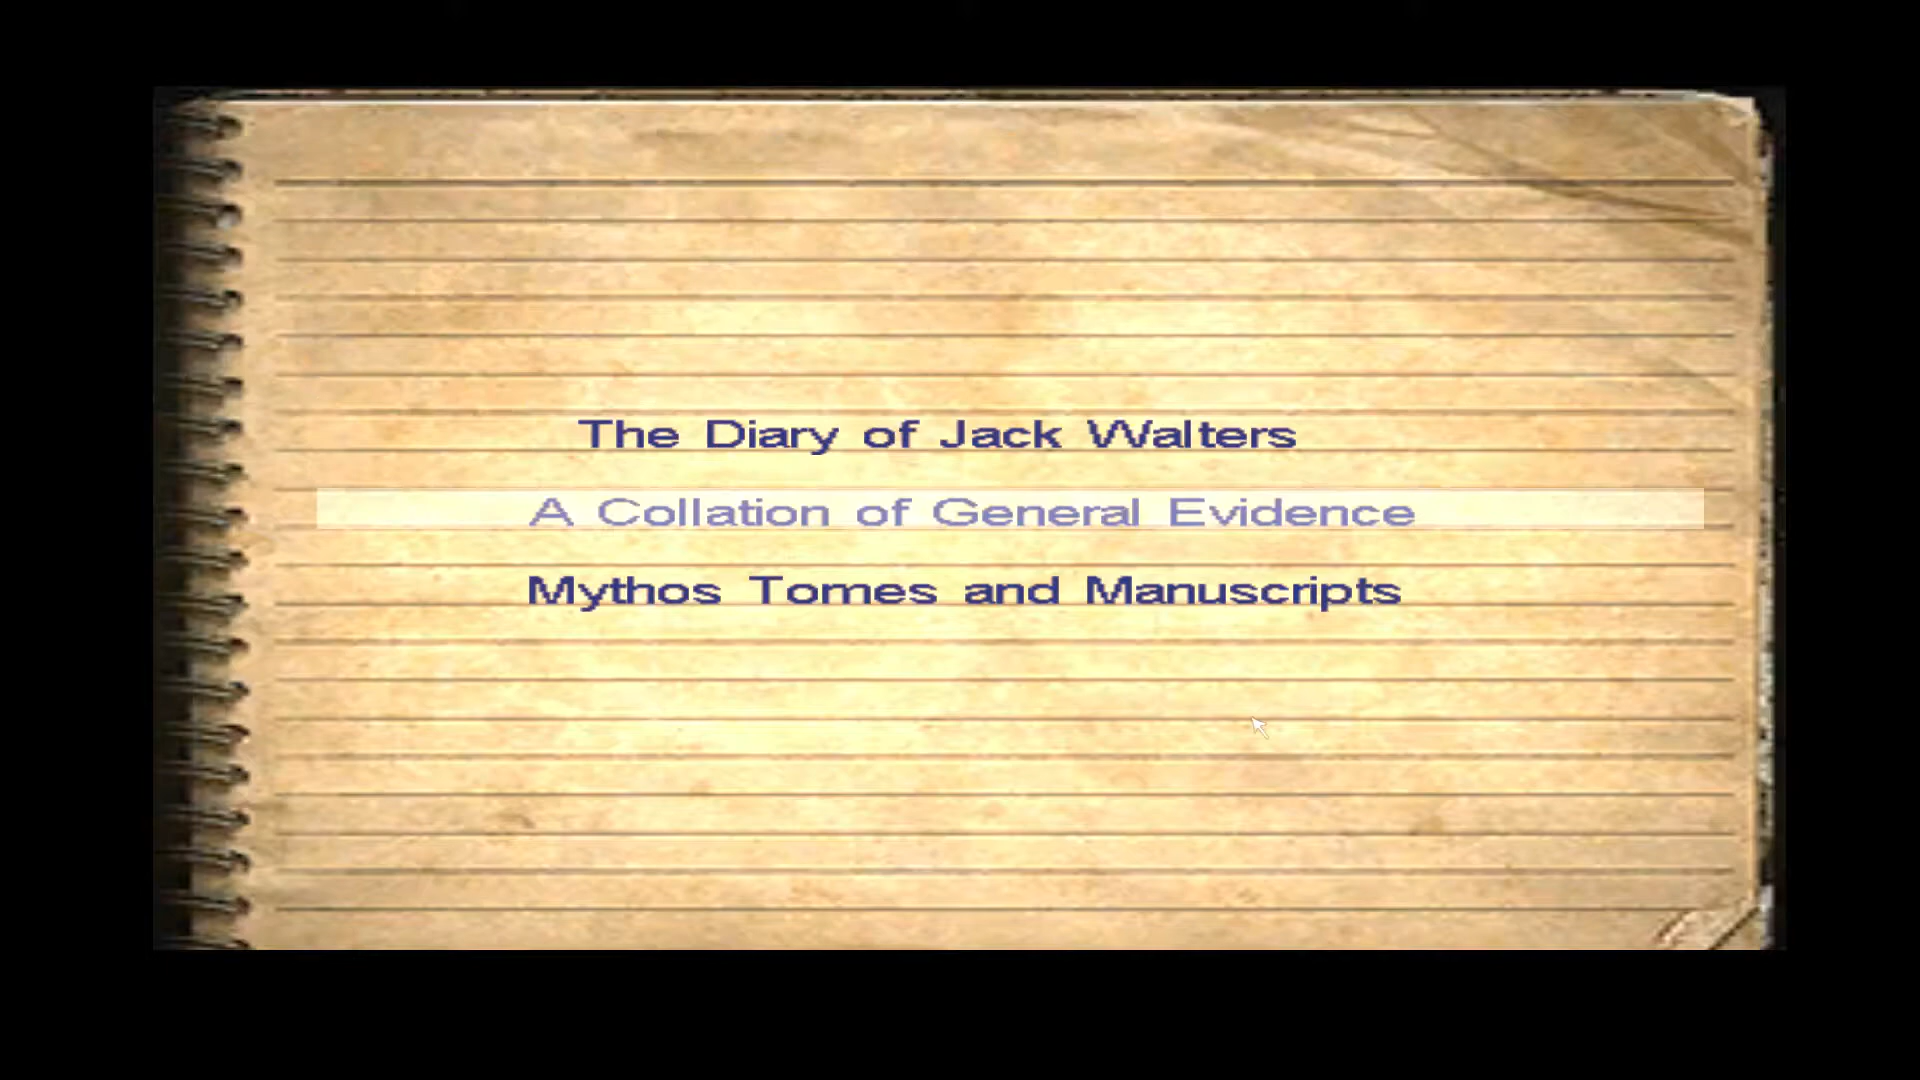 The Diary of Jack Walters
A Collation of General Evidence
Mythos Tomes and Manuscripts